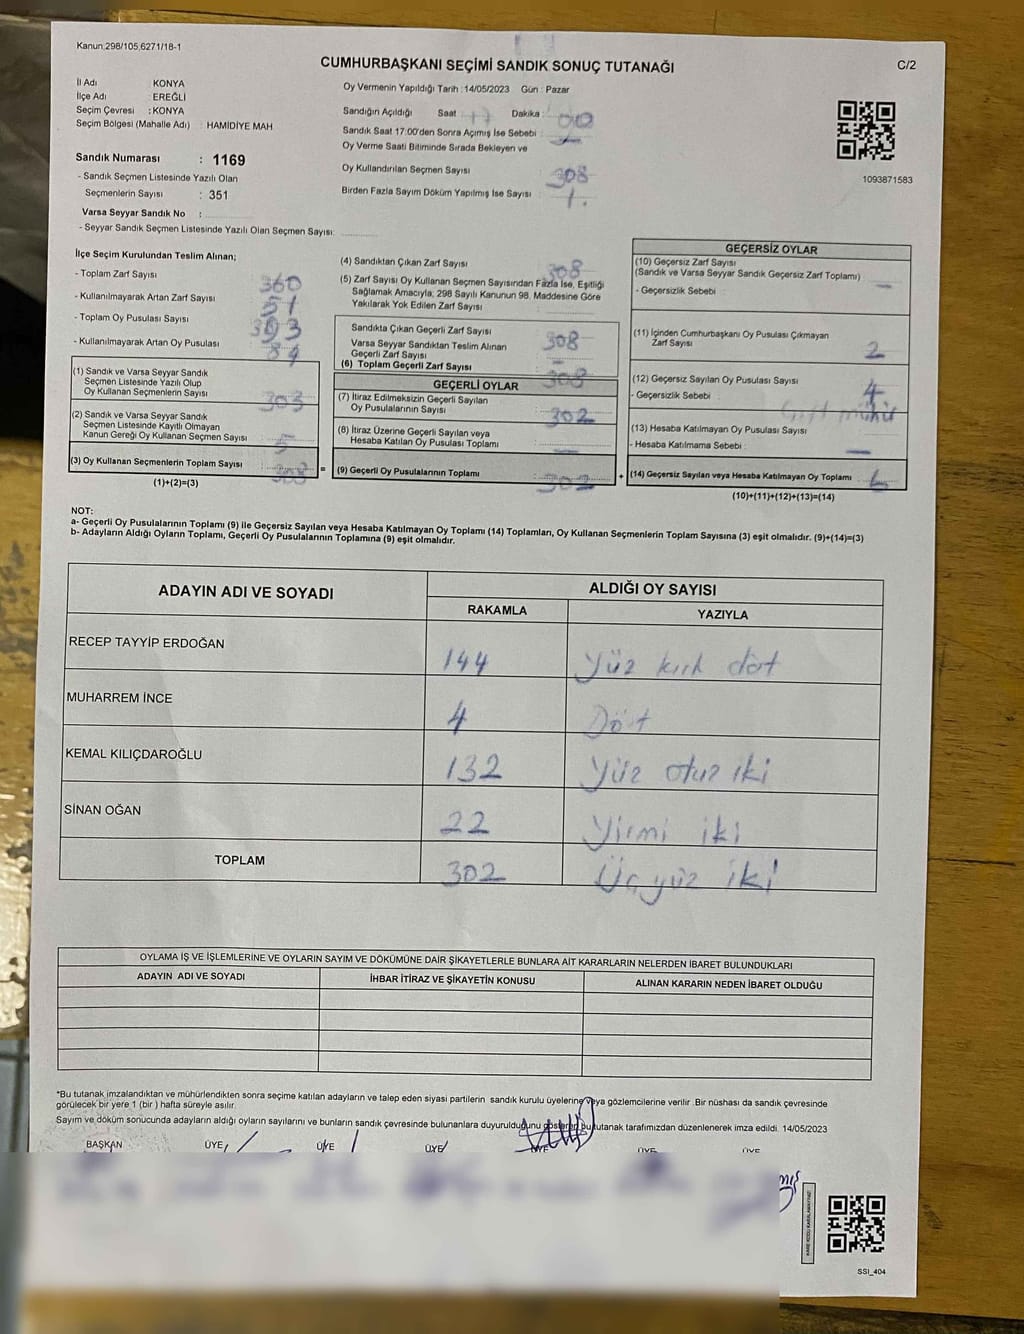 Kanun:298/105,6271/18-1
CUMHURBAŞKANI SEÇİMİ SANDIK SONUÇ TUTANAĞI
C/2
İl Adı KONYA
İlçe Adı : EREĞLİ
Seçim Çevresi : KONYA
Seçim Bölgesi (Mahalle Adı) : HAMİDİYE MAH
Sandık Numarası : 1169
- Sandık Seçmen Listesinde Yazılı Olan
Seçmenlerin Sayısı : 351
Varsa Seyyar Sandık No :
- Seyyar Sandık Seçmen Listesinde Yazılı Olan Seçmen Sayısı:
Oy Vermenin Yapıldığı Tarih :14/05/2023 Gün : Pazar
Sandığın Açıldığı Saat : 17 Dakika : 00
Sandık Saat 17:00'den Sonra Açımış İse Sebebi :
Oy Verme Saati Bitiminde Sırada Bekleyen ve
Oy Kullandırılan Seçmen Sayısı : 308
Birden Fazla Sayım Döküm Yapılmış İse Sayısı : 1.
1093871583
İlçe Seçim Kurulundan Teslim Alınan;
- Toplam Zarf Sayısı 360
- Kullanılmayarak Artan Zarf Sayısı 51
- Toplam Oy Pusulası Sayısı
- Kullanılmayarak Artan Oy Pusulası
(1) Sandık ve Varsa Seyyar Sandık
Seçmen Listesinde Yazılı Olup
Oy Kullanan Seçmenlerin Sayısı 303
(2) Sandık ve Varsa Seyyar Sandık
Seçmen Listesinde Kayıtlı Olmayan
Kanun Gereği Oy Kullanan Seçmen Sayısı 5
(3) Oy Kullanan Seçmenlerin Toplam Sayısı 308 =
(1)+(2)=(3)
(4) Sandıktan Çıkan Zarf Sayısı : 308
(5) Zarf Sayısı Oy Kullanan Seçmen Sayısından Fazla İse, Eşitliği
Sağlamak Amacıyla; 298 Sayılı Kanunun 98. Maddesine Göre
Yakılarak Yok Edilen Zarf Sayısı
Sandıkta Çıkan Geçerli Zarf Sayısı : 308
Varsa Seyyar Sandıktan Teslim Alınan
Geçerli Zarf Sayısı –
(6) Toplam Geçerli Zarf Sayısı 308
GEÇERLİ OYLAR
(7) İtiraz Edilmeksizin Geçerli Sayılan
Oy Pusulalarının Sayısı 302
(8) İtiraz Üzerine Geçerli Sayılan veya
Hesaba Katılan Oy Pusulası Toplamı –
(9) Geçerli Oy Pusulalarının Toplamı 302 +
GEÇERSİZ OYLAR
(10) Geçersiz Zarf Sayısı
(Sandık ve Varsa Seyyar Sandık Geçersiz Zarf Toplamı) –
- Geçersizlik Sebebi :
(11) İçinden Cumhurbaşkanı Oy Pusulası Çıkmayan
Zarf Sayısı 2
(12) Geçersiz Sayılan Oy Pusulası Sayısı : 4
- Geçersizlik Sebebi : Çift mühür
(13) Hesaba Katılmayan Oy Pusulası Sayısı :
- Hesaba Katılmama Sebebi : –
(14) Geçersiz Sayılan veya Hesaba Katılmayan Oy Toplamı : 6
(10)+(11)+(12)+(13)=(14)
NOT:
a- Geçerli Oy Pusulalarının Toplamı (9) ile Geçersiz Sayılan veya Hesaba Katılmayan Oy Toplamı (14) Toplamları, Oy Kullanan Seçmenlerin Toplam Sayısına (3) eşit olmalıdır. (9)+(14)=(3)
b- Adayların Aldığı Oyların Toplamı, Geçerli Oy Pusulalarının Toplamına (9) eşit olmalıdır.
ADAYIN ADI VE SOYADI ALDIĞI OY SAYISI
RAKAMLA YAZIYLA
RECEP TAYYİP ERDOĞAN 144 Yüz kırk döt
MUHARREM İNCE 4 Dört
KEMAL KILIÇDAROĞLU 132 Yüz otuz iki
SİNAN OĞAN 22 Yirmi iki
TOPLAM 302 Üç yüz iki
OYLAMA İŞ VE İŞLEMLERİNE VE OYLARIN SAYIM VE DÖKÜMÜNE DAİR ŞİKAYETLERLE BUNLARA AİT KARARLARIN NELERDEN İBARET BULUNDUKLARI
ADAYIN ADI VE SOYADI İHBAR İTİRAZ VE ŞİKAYETİN KONUSU ALINAN KARARIN NEDEN İBARET OLDUĞU
*Bu tutanak imzalandıktan ve mühürlendikten sonra seçime katılan adayların ve talep eden siyasi partilerin sandık kurulu üyelerine veya gözlemcilerine verilir .Bir nüshası da sandık çevresinde
görülecek bir yere 1 (bir ) hafta süreyle asılır.
Sayım ve döküm sonucunda adayların aldığı oyların sayılarını ve bunların sandık çevresinde bulunanlara duyurulduğunu gösteren bu tutanak tarafımızdan düzenlenerek imza edildi. 14/05/2023
BAŞKAN ÜYE ÜYE ÜYE ÜYE ÜYE ÜYE
SSI_404